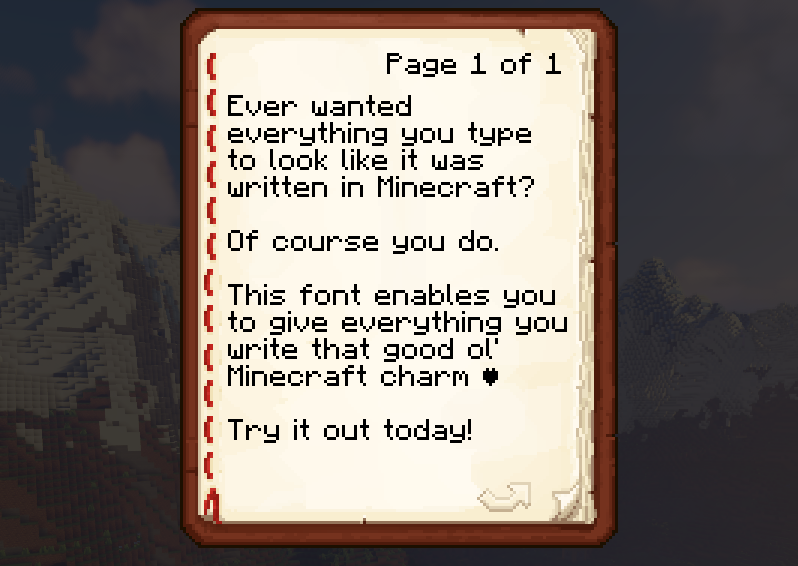 Page 1 of 1
Ever wanted
everything you type
to look like it was
written in Minecraft?
Of course you do.
This font enables you
to give everything you
write that good ol'
Minecraft charm ♥
Try it out today!